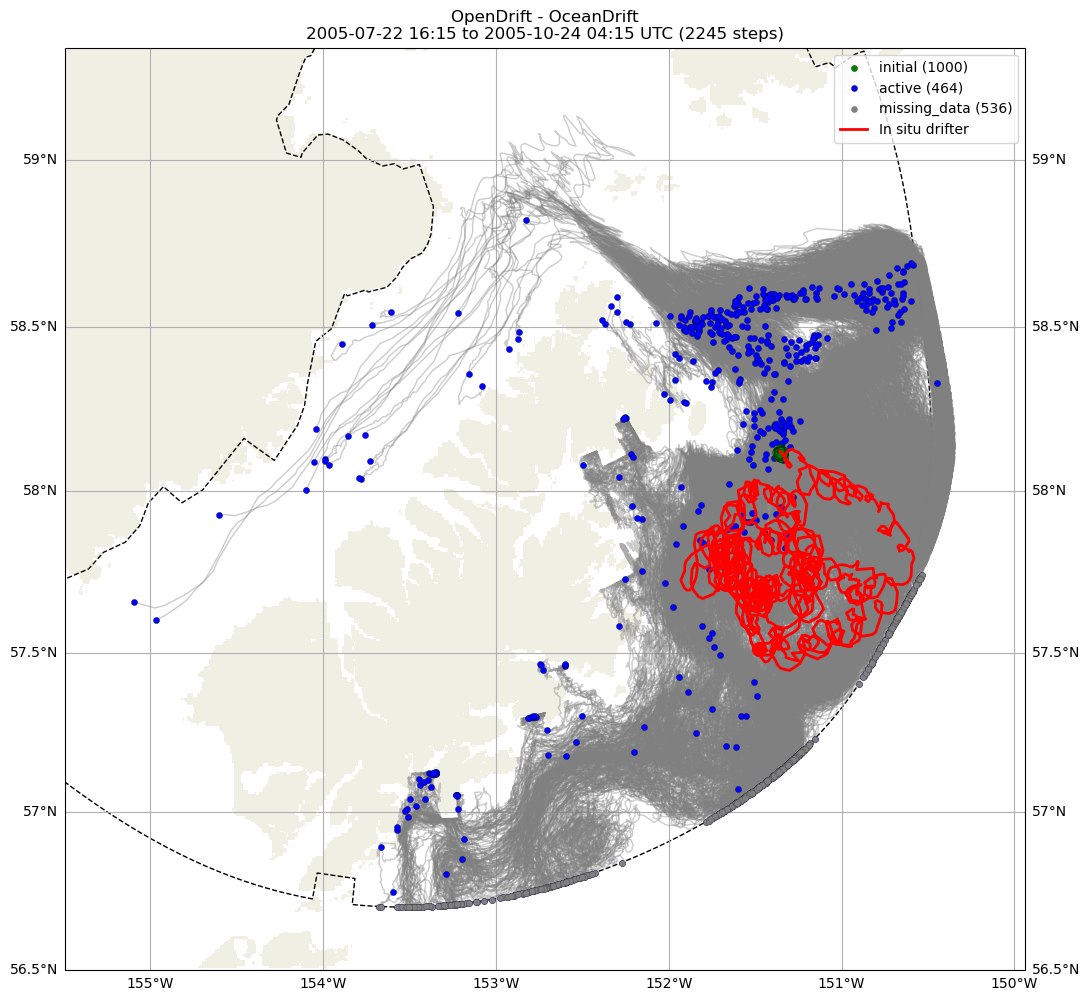 OpenDrift - OceanDrift
2005-07-22 16:15 to 2005-10-24 04:15 UTC (2245 steps)
initial (1000)
active (464)
missing_data (536)
In situ drifter
59°N
59°N
58.5°N
58.5°N
58°N
58°N
57.5°N
57.5°N
57°N
57°N
56.5°N
56.5°N
155°W
154°W
153°W
152°W
151°W
150°W